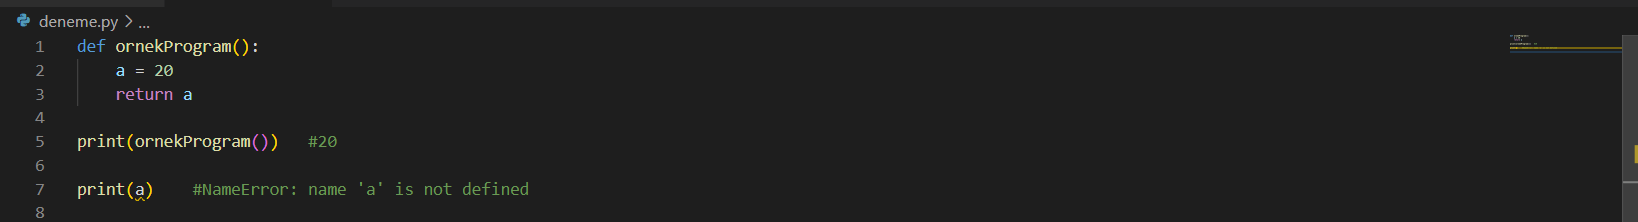 deneme.py > ...
1 def ornekProgram():
2     a = 20
3     return a
4
5 print(ornekProgram())   #20
6
7 print(a)    #NameError: name 'a' is not defined
8